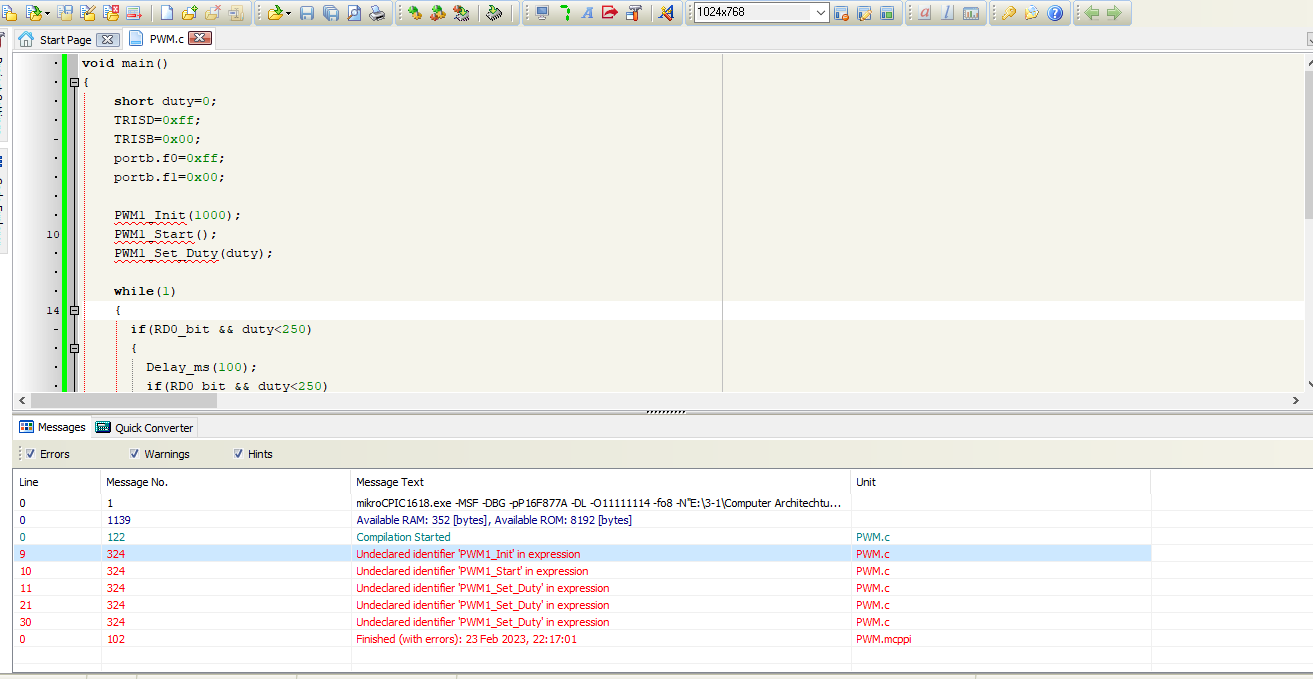 1024x768
Start Page
PWM.c
void main()
{
short duty=0;
TRISD=0xff;
TRISB=0x00;
portb.f0=0xff;
portb.f1=0x00;
PWM1_Init(1000);
10 PWM1_Start();
PWM1_Set_Duty(duty);
while(1)
14 {
if(RD0_bit && duty<250)
{
Delay_ms(100);
if(RD0_bit && duty<250)
Messages Quick Converter
Errors Warnings Hints
Line Message No. Message Text Unit
0 1 mikroCPIC1618.exe -MSF -DBG -pP16F877A -DL -O11111114 -fo8 -N"E:\3-1\Computer Architechtu...
0 1139 Available RAM: 352 [bytes], Available ROM: 8192 [bytes]
0 122 Compilation Started PWM.c
9 324 Undeclared identifier 'PWM1_Init' in expression PWM.c
10 324 Undeclared identifier 'PWM1_Start' in expression PWM.c
11 324 Undeclared identifier 'PWM1_Set_Duty' in expression PWM.c
21 324 Undeclared identifier 'PWM1_Set_Duty' in expression PWM.c
30 324 Undeclared identifier 'PWM1_Set_Duty' in expression PWM.c
0 102 Finished (with errors): 23 Feb 2023, 22:17:01 PWM.mcppi